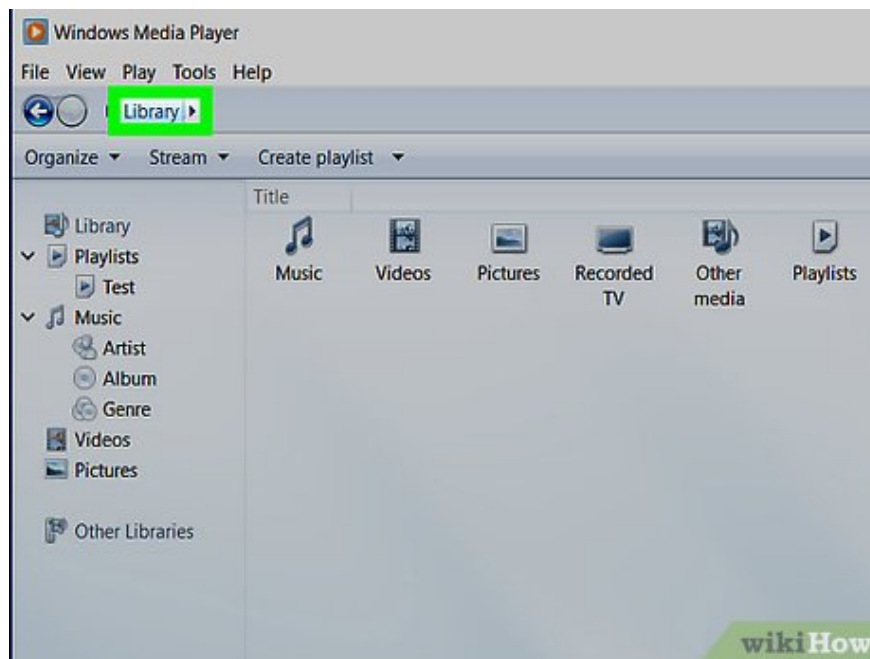 Windows Media Player
File View Play Tools Help
Library
Organize Stream Create playlist
Title
Library
Playlists
Test
Music
Artist
Album
Genre
Videos
Pictures
Other Libraries
Music Videos Pictures Recorded TV Other media Playlists
wikiHow